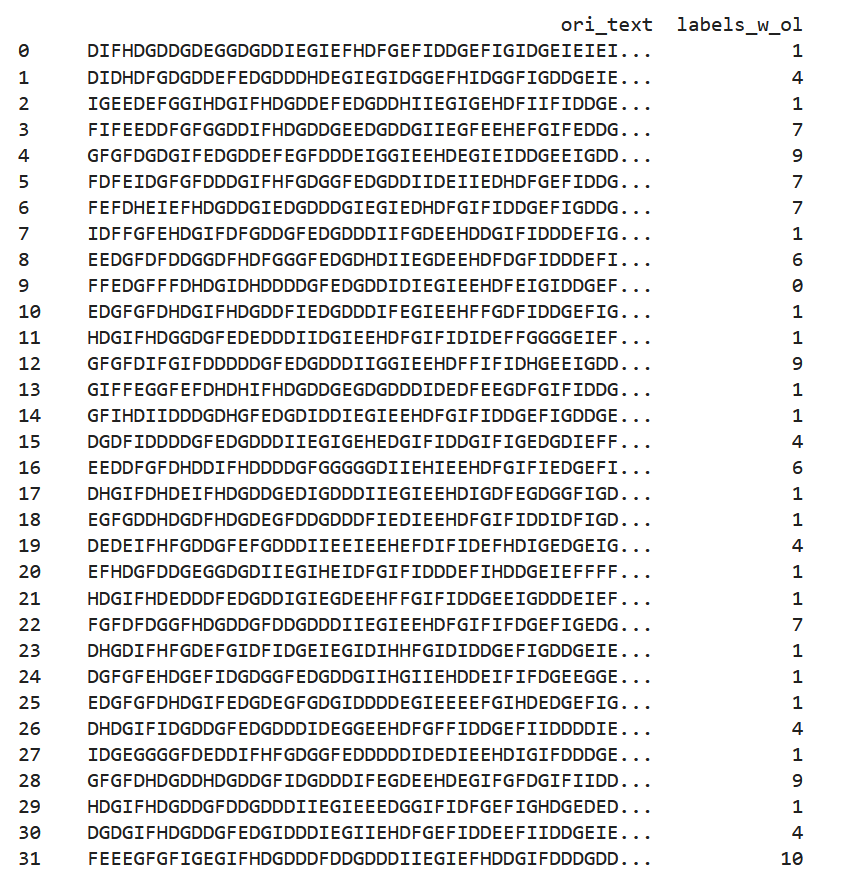 ori_text labels_w_ol
0 DIFHDGDDGDEGGDGDDIEGIEFHDFGEFIDDGEFIGIDGEIEIEI... 1
1 DIDHDFGDGDDEFEDGDDDHDEGIEGIDGGEFHIDGGFIGDDGEIE... 4
2 IGEEDEFGGIHDGIFHDGDDEFEDGDDHIIEGIGEHDFIIFIDDGE... 1
3 FIFEEDDFGFGGDDIFHDGDDGEEDGDDGIIEGFEEHEFGIFEDDG... 7
4 GFGFDGDGIFEDGDDEFEGFDDDEIGGIEEHDEGIEIDDGEEIGDD... 9
5 FDFEIDGFGFDDDGIFHFGDGGFEDGDDIIDEIIEDHDFGEFIDDG... 7
6 FEFDHEIEFHDGDDGIEDGDDDGIEGIEDHDFGIFIDDGEFIGDDG... 7
7 IDFFGFEHDGIFDFGDDGFEDGDDDIIFGDEEHDDGIFIDDDEFIG... 1
8 EEDGFDFDDGGDFHDFGGGFEDGDHDIIEGDEEHDFDGFIDDDEFI... 6
9 FFEDGFFFDHDGIDHDDDDGFEDGDDIDIEGIEEHDFEIGIDDGEF... 0
10 EDGFGFDHDGIFHDGDDFIEDGDDDIFEGIEEHFFGDFIDDGEFIG... 1
11 HDGIFHDGGDGFEDEDDDIIDGIEEHDFGIFIDIDEFFGGGGEIEF... 1
12 GFGFDIFGIFDDDDDGFEDGDDDIIGGIEEHDFFIFIDHGEEIGDD... 9
13 GIFFEGGFEFDHDHIFHDGDDGEGDGDDDIDEDFEEGDFGIFIDDG... 1
14 GFIHDIIDDDGDHGFEDGDIDDIEGIEEHDFGIFIDDGEFIGDDGE... 1
15 DGDFIDDDDGFEDGDDDIIEGIGEHEDGIFIDDGIFIGEDGDIEFF... 4
16 EEDDFGFDHDDIFHDDDDGFGGGGGDIIEHIEEHDFGIFIEDGEFI... 6
17 DHGIFDHDEIFHDGDDGEDIGDDDIIEGIEEHDIGDFEGDGGFIGD... 1
18 EGFGDDHDGDFHDGDEGFDDGDDDFIEDIEEHDFGIFIDDIDFIGD... 1
19 DEDEIFHFGDDGFEFGDDDIIEEIEEHEFDIFIDEFHDIGEDGEIG... 4
20 EFHDGFDDGEGGDGDIIEGIHEIDFGIFIDDDEFIHDDGEIEFFFF... 1
21 HDGIFHDEDDDFEDGDDIGIEGDEEHFFGIFIDDGEEIGDDDEIEF... 1
22 FGFDFDGGFHDGDDGFDDGDDDIIEGIEEHDFGIFIFDGEFIGEDG... 7
23 DHGDIFHFGDEFGIDFIDGEIEGIDIHHFGIDIDDGEFIGDDGEIE... 1
24 DGFGFEHDGEFIDGDGGFEDGDDGIIHGIIEHDDEIFIFDGEEGGE... 1
25 EDGFGFDHDGIFEDGDEGFGDGIDDDDEGIEEEEFGIHDEDGEFIG... 1
26 DHDGIFIDGDDGFEDGDDDIDEGGEEHDFGFFIDDGEFIIDDDDIE... 4
27 IDGEGGGGFDEDDIFHFGDGGFEDDDDDIDEDIEEHDIGIFDDDGE... 1
28 GFGFDHDGDDHDGDDGFIDGDDDIFEGDEEHDEGIFGFDGIFIIDD... 9
29 HDGIFHDGDDGFDDGDDDIIEGIEEEDGGIFIDFGEFIGHDGEDED... 1
30 DGDGIFHDGDDGFEDGIDDDIEGIIEHDFGEFIDDEEFIIDDGEIE... 4
31 FEEEGFGFIGEGIFHDGDDDFDDGDDDIIEGIEFHDDGIFDDDGDD... 10